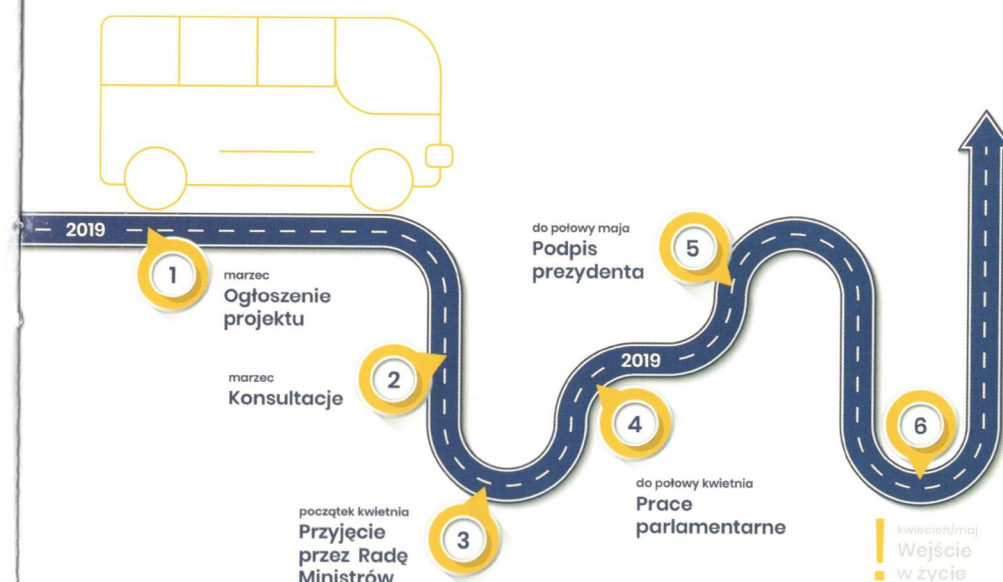 2019
1
marzec
Ogłoszenie
projektu
2
marzec
Konsultacje
3
początek kwietnia
Przyjęcie
przez Radę
Ministrów
2019
4
do połowy kwietnia
Prace
parlamentarne
5
do połowy maja
Podpis
prezydenta
6
!
kwiecień/maj
Wejście
w życie